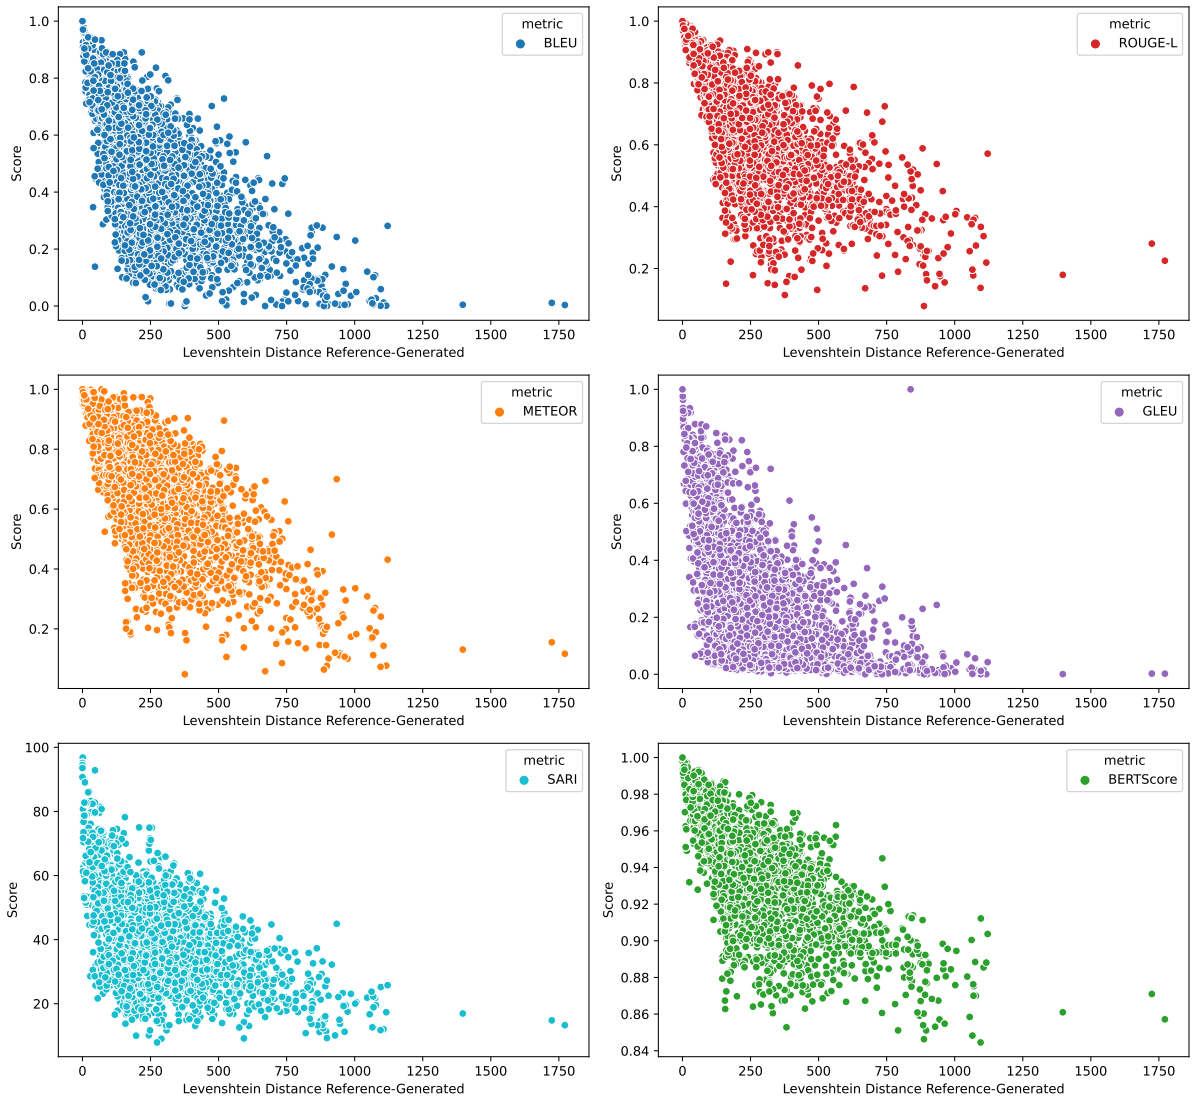 metric
BLEU
1.0
0.8
0.6
0.4
0.2
0.0
Score
0 250 500 750 1000 1250 1500 1750
Levenshtein Distance Reference-Generated
metric
ROUGE-L
1.0
0.8
0.6
0.4
0.2
Score
0 250 500 750 1000 1250 1500 1750
Levenshtein Distance Reference-Generated
metric
METEOR
1.0
0.8
0.6
0.4
0.2
Score
0 250 500 750 1000 1250 1500 1750
Levenshtein Distance Reference-Generated
metric
GLEU
1.0
0.8
0.6
0.4
0.2
0.0
Score
0 250 500 750 1000 1250 1500 1750
Levenshtein Distance Reference-Generated
metric
SARI
100
80
60
40
20
Score
0 250 500 750 1000 1250 1500 1750
Levenshtein Distance Reference-Generated
metric
BERTScore
1.00
0.98
0.96
0.94
0.92
0.90
0.88
0.86
0.84
Score
0 250 500 750 1000 1250 1500 1750
Levenshtein Distance Reference-Generated